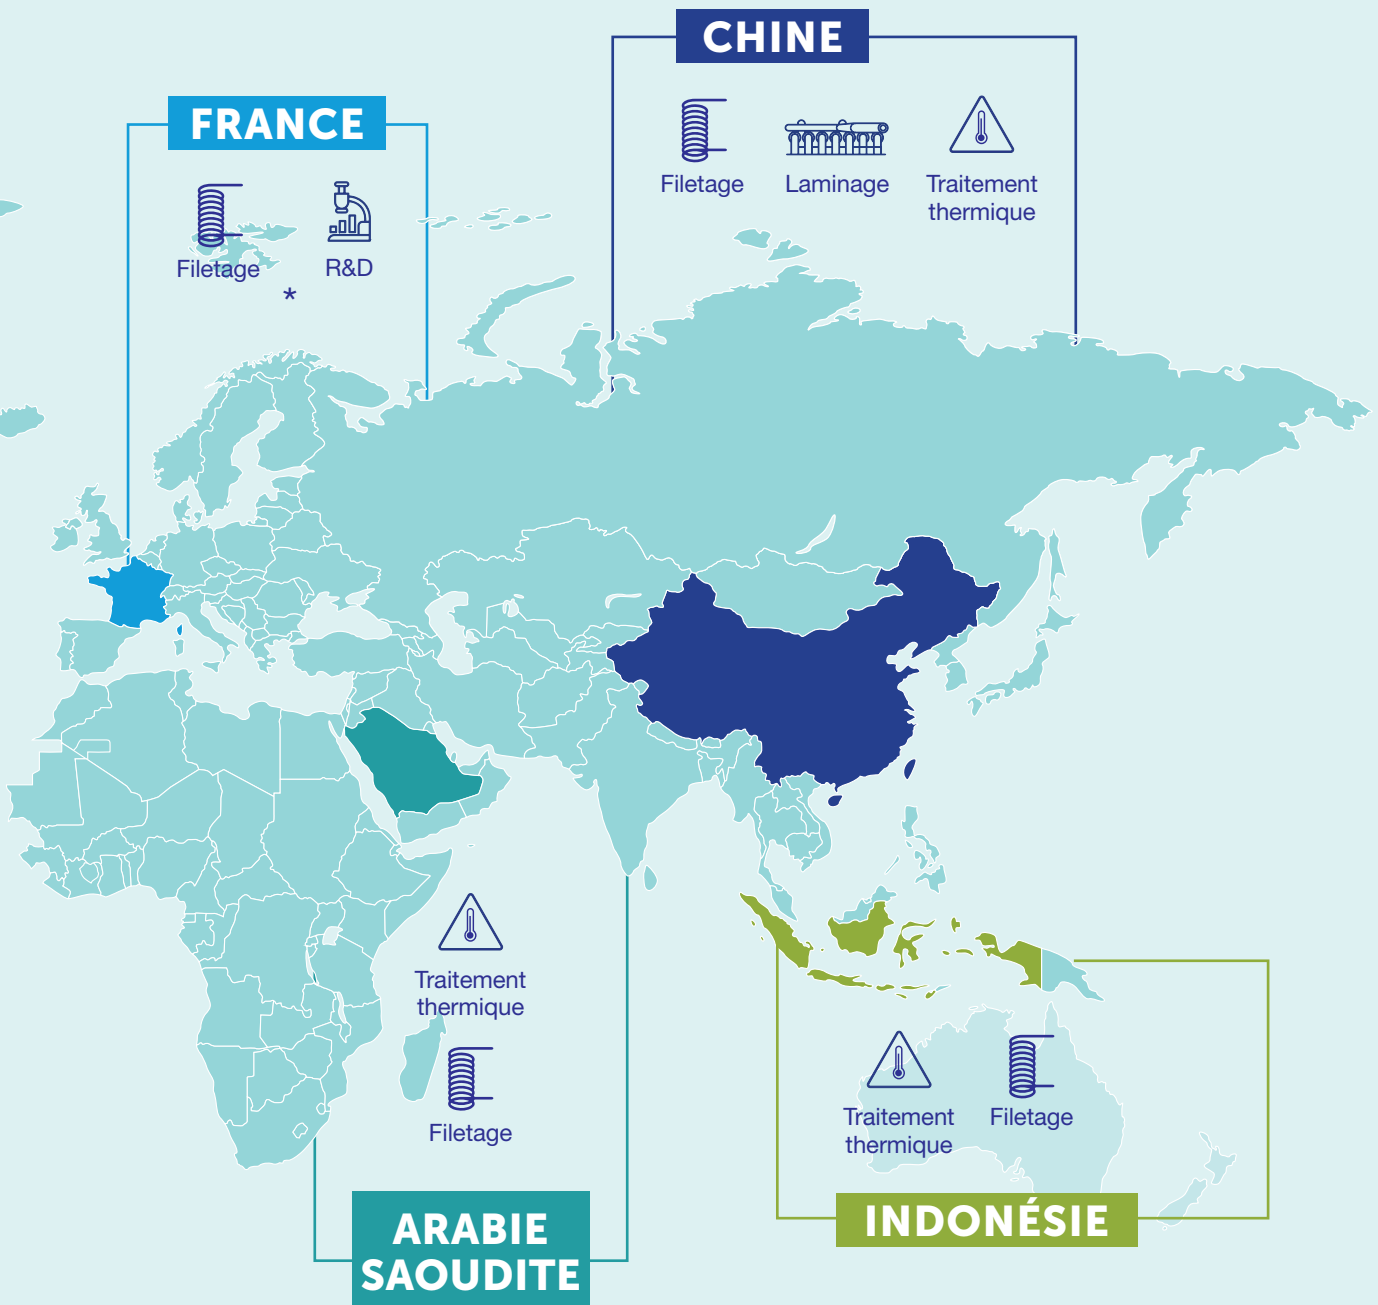 CHINE
Filetage
Laminage
Traitement
thermique
FRANCE
Filetage
R&D
*
Traitement
thermique
Filetage
ARABIE
SAOUDITE
Traitement
thermique
Filetage
INDONÉSIE